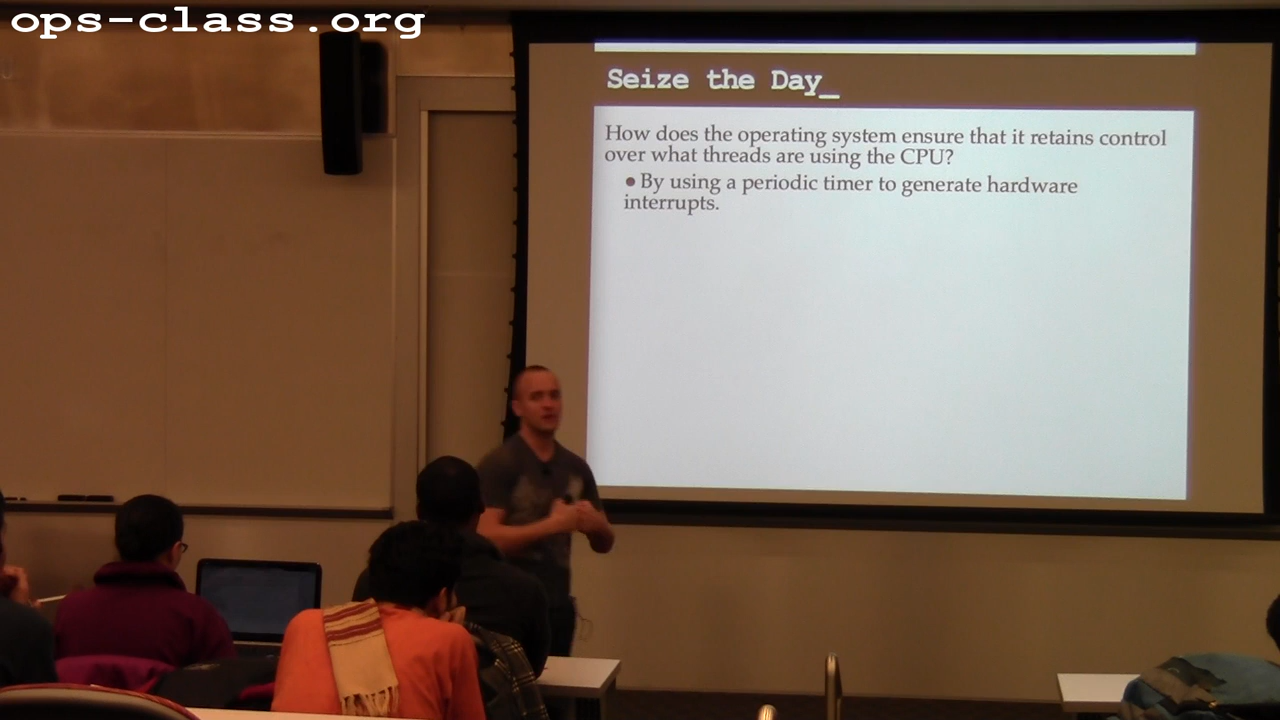 ops-class.org
Seize the Day_
How does the operating system ensure that it retains control
over what threads are using the CPU?
● By using a periodic timer to generate hardware
interrupts.